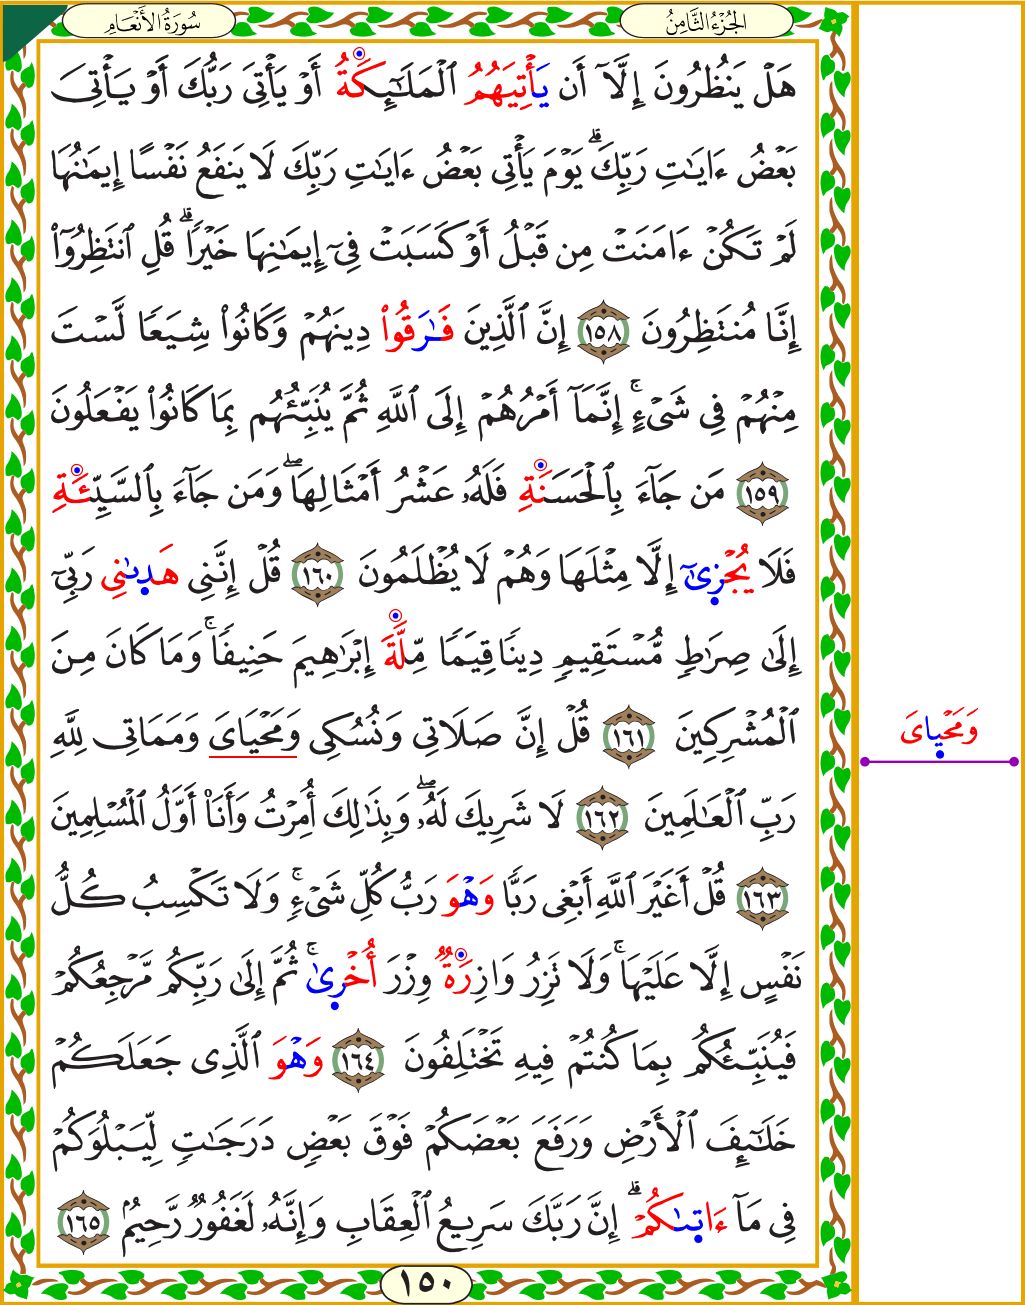 سُورَةُ الأَنْعَامِ
الجُزْءُ الثَّامِنُ
هَلْ يَنظُرُونَ إِلَّآ أَن يَأْتِيَهُمُ ٱلْمَلَـٰٓئِكَةُ أَوْ يَأْتِىَ رَبُّكَ أَوْ يَأْتِىَ
بَعْضُ ءَايَـٰتِ رَبِّكَ ۗ يَوْمَ يَأْتِى بَعْضُ ءَايَـٰتِ رَبِّكَ لَا يَنفَعُ نَفْسًا إِيمَـٰنُهَا
لَمْ تَكُنْ ءَامَنَتْ مِن قَبْلُ أَوْ كَسَبَتْ فِىٓ إِيمَـٰنِهَا خَيْرًا ۗ قُلِ ٱنتَظِرُوٓا۟
إِنَّا مُنتَظِرُونَ ١٥٨ إِنَّ ٱلَّذِينَ فَـٰرَقُوا۟ دِينَهُمْ وَكَانُوا۟ شِيَعًا لَّسْتَ
مِنْهُمْ فِى شَىْءٍ ۚ إِنَّمَآ أَمْرُهُمْ إِلَى ٱللَّهِ ثُمَّ يُنَبِّئُهُم بِمَا كَانُوا۟ يَفْعَلُونَ
١٥٩ مَن جَآءَ بِٱلْحَسَنَةِ فَلَهُۥ عَشْرُ أَمْثَالِهَا ۖ وَمَن جَآءَ بِٱلسَّيِّئَةِ
فَلَا يُجْزِىٰٓ إِلَّا مِثْلَهَا وَهُمْ لَا يُظْلَمُونَ ١٦٠ قُلْ إِنَّنِى هَدِىٰنِى رَبِّىٓ
إِلَىٰ صِرَٰطٍ مُّسْتَقِيمٍ دِينًا قِيَمًا مِّلَّةَ إِبْرَٰهِيمَ حَنِيفًا ۚ وَمَا كَانَ مِنَ
ٱلْمُشْرِكِينَ ١٦١ قُلْ إِنَّ صَلَاتِى وَنُسُكِى وَمَحْيَاىَ وَمَمَاتِى لِلَّهِ
رَبِّ ٱلْعَـٰلَمِينَ ١٦٢ لَا شَرِيكَ لَهُۥ ۖ وَبِذَٰلِكَ أُمِرْتُ وَأَنَا۠ أَوَّلُ ٱلْمُسْلِمِينَ
١٦٣ قُلْ أَغَيْرَ ٱللَّهِ أَبْغِى رَبًّا وَهْوَ رَبُّ كُلِّ شَىْءٍ ۚ وَلَا تَكْسِبُ كُلُّ
نَفْسٍ إِلَّا عَلَيْهَا ۚ وَلَا تَزِرُ وَازِرَةٌ وِزْرَ أُخْرِىٰ ۚ ثُمَّ إِلَىٰ رَبِّكُم مَّرْجِعُكُمْ
فَيُنَبِّئُكُم بِمَا كُنتُمْ فِيهِ تَخْتَلِفُونَ ١٦٤ وَهْوَ ٱلَّذِى جَعَلَكُمْ
خَلَـٰٓئِفَ ٱلْأَرْضِ وَرَفَعَ بَعْضَكُمْ فَوْقَ بَعْضٍ دَرَجَـٰتٍ لِّيَبْلُوَكُمْ
فِى مَآ ءَاتِىٰكُمْ ۗ إِنَّ رَبَّكَ سَرِيعُ ٱلْعِقَابِ وَإِنَّهُۥ لَغَفُورٌ رَّحِيمٌ ١٦٥
وَمَحْيِاىَ
١٥٠